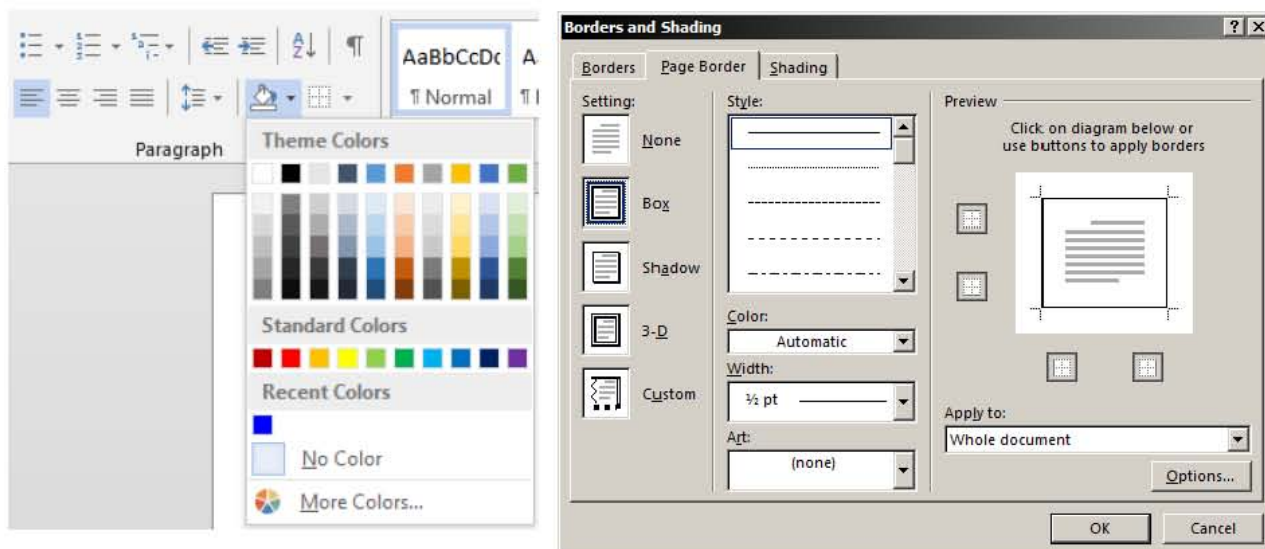 AaBbCcDc A
¶ Normal ¶
Paragraph
Theme Colors
Standard Colors
Recent Colors
No Color
More Colors...
Borders and Shading
Borders Page Border Shading
Setting:
None
Box
Shadow
3-D
Custom
Style:
Color:
Automatic
Width:
½ pt
Art:
(none)
Preview
Click on diagram below or
use buttons to apply borders
Apply to:
Whole document
Options...
OK Cancel